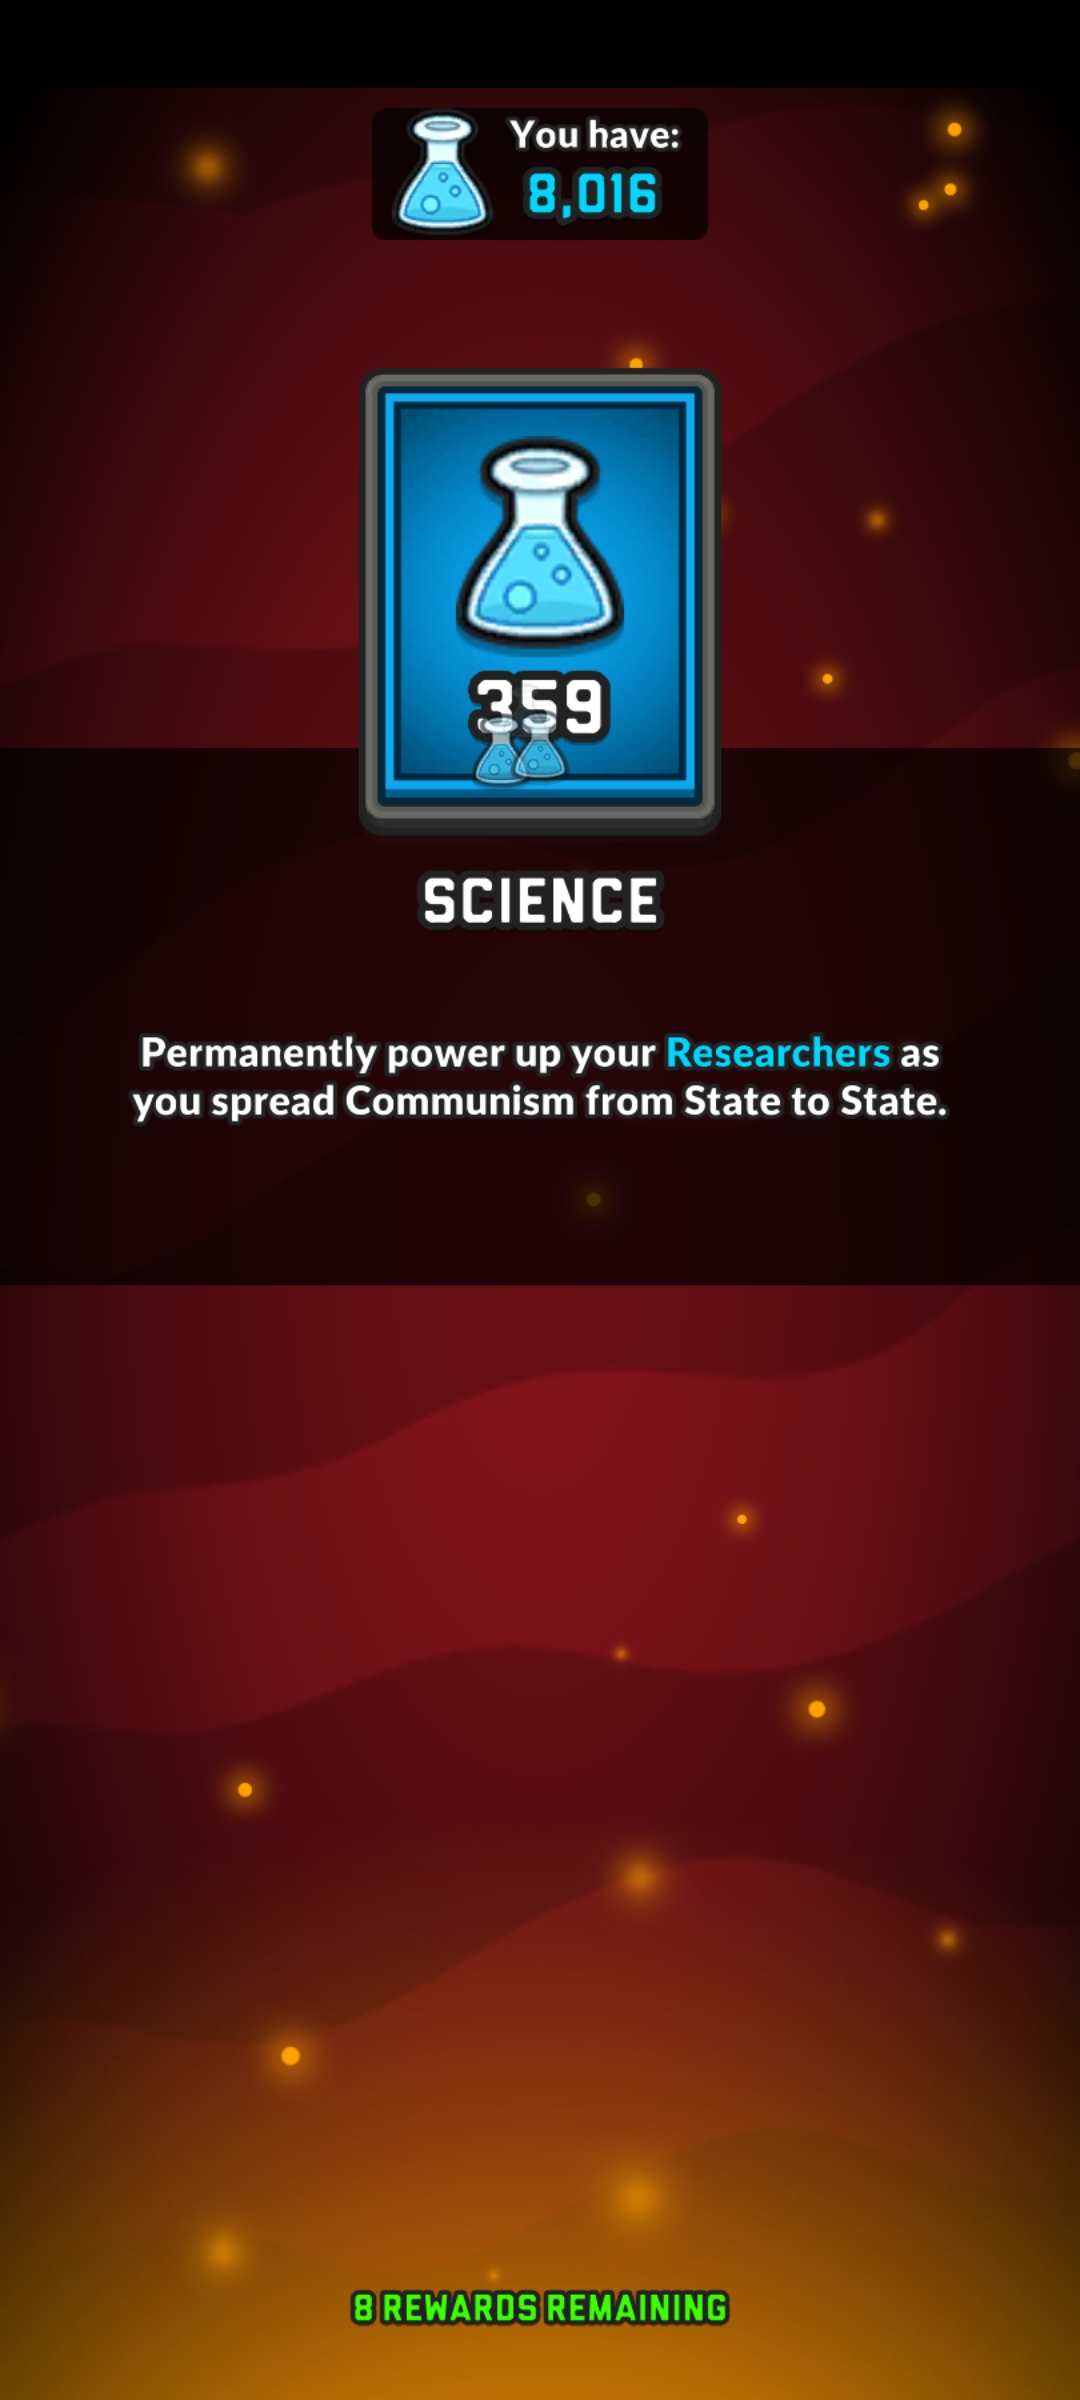 You have:
8,016
359
SCIENCE
Permanently power up your Researchers as
you spread Communism from State to State.
8 REWARDS REMAINING